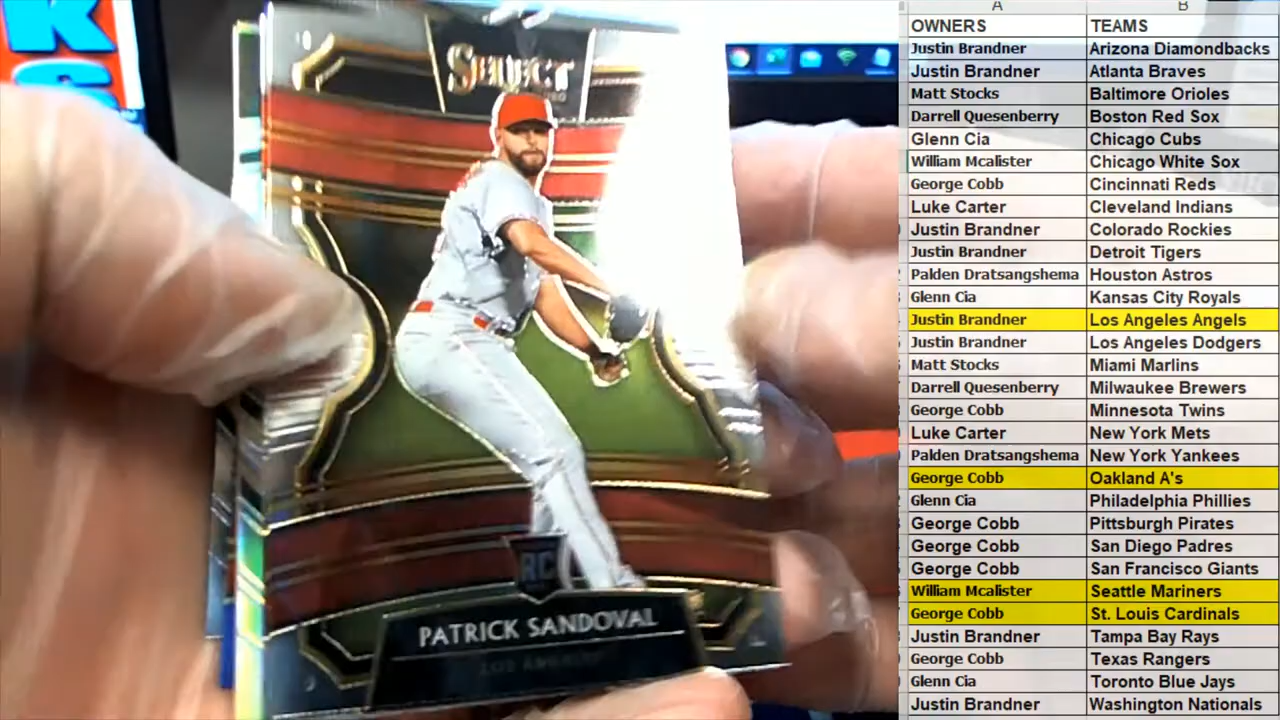 K
S
SELECT
PATRICK SANDOVAL
RC
LOS ANGELES
A B
OWNERS TEAMS
Justin Brandner Arizona Diamondbacks
Justin Brandner Atlanta Braves
Matt Stocks Baltimore Orioles
Darrell Quesenberry Boston Red Sox
Glenn Cia Chicago Cubs
William Mcalister Chicago White Sox
George Cobb Cincinnati Reds
Luke Carter Cleveland Indians
Justin Brandner Colorado Rockies
Justin Brandner Detroit Tigers
Palden Dratsangshema Houston Astros
Glenn Cia Kansas City Royals
Justin Brandner Los Angeles Angels
Justin Brandner Los Angeles Dodgers
Matt Stocks Miami Marlins
Darrell Quesenberry Milwaukee Brewers
George Cobb Minnesota Twins
Luke Carter New York Mets
Palden Dratsangshema New York Yankees
George Cobb Oakland A's
Glenn Cia Philadelphia Phillies
George Cobb Pittsburgh Pirates
George Cobb San Diego Padres
George Cobb San Francisco Giants
William Mcalister Seattle Mariners
George Cobb St. Louis Cardinals
Justin Brandner Tampa Bay Rays
George Cobb Texas Rangers
Glenn Cia Toronto Blue Jays
Justin Brandner Washington Nationals